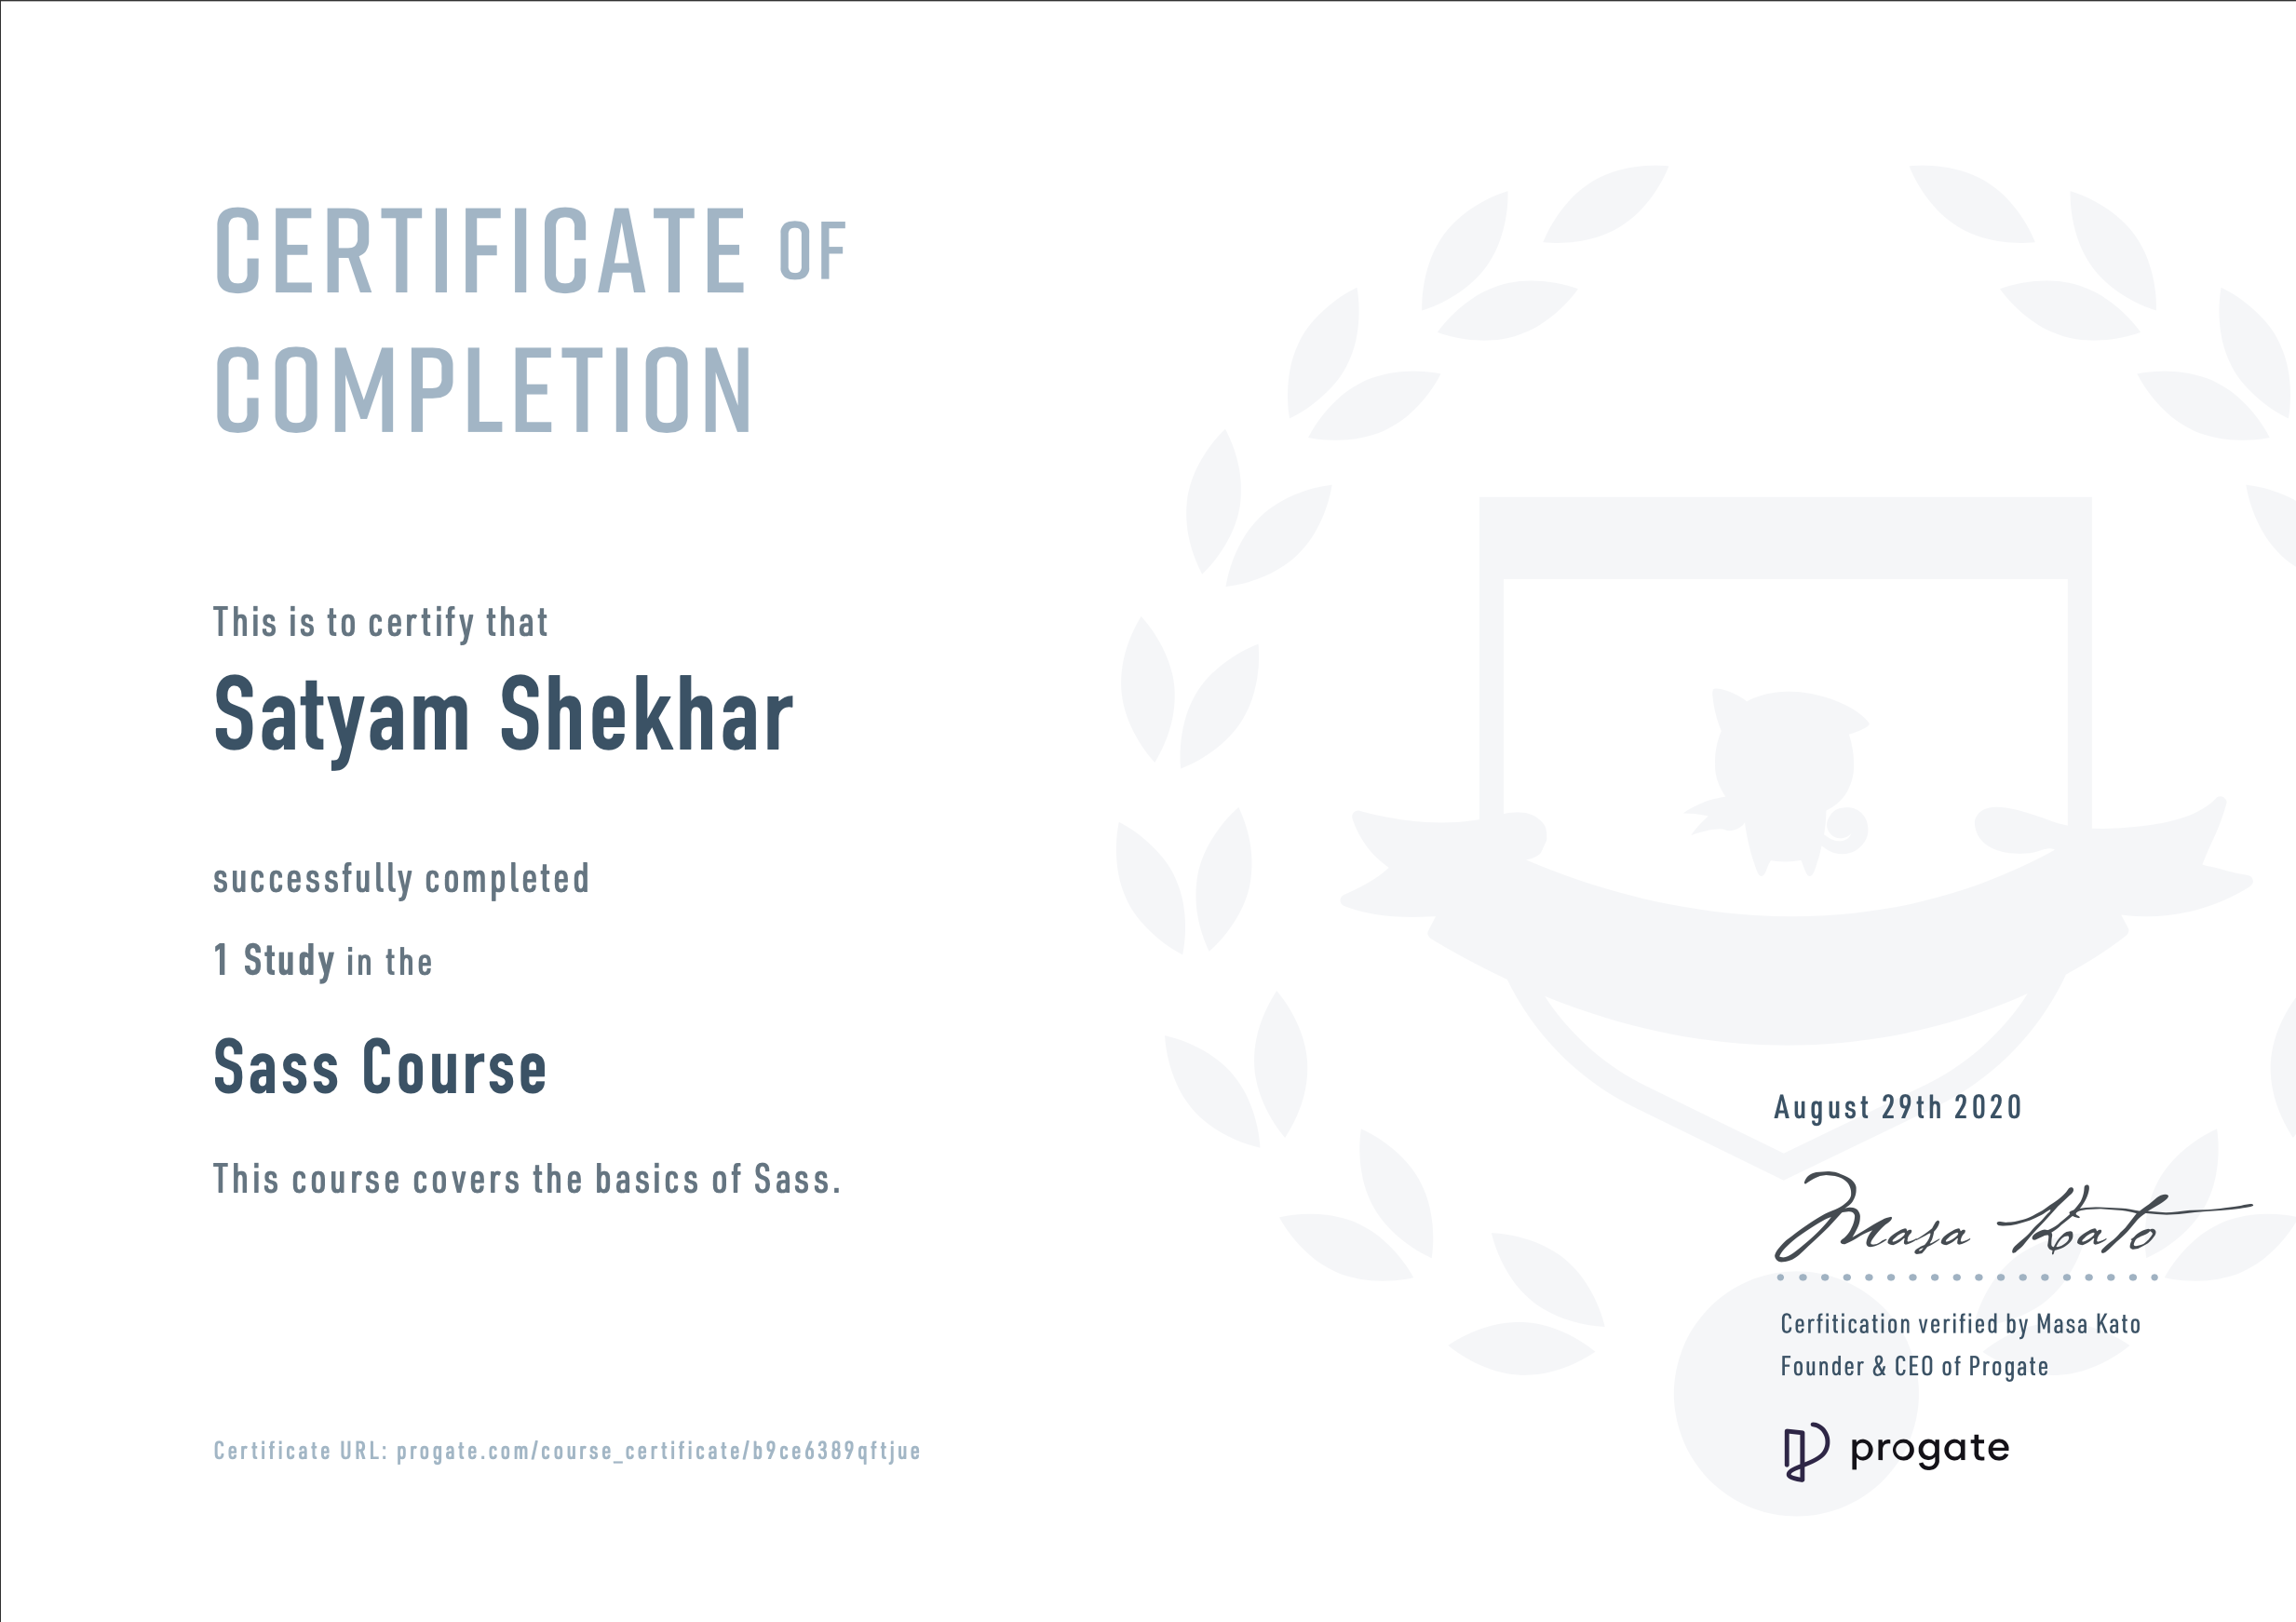 CERTIFICATE OF
COMPLETION
This is to certify that
Satyam Shekhar
successfully completed
1 Study in the
Sass Course
This course covers the basics of Sass.
Certificate URL: progate.com/course_certificate/b9ce6389qftjue
August 29th 2020
Masa Kato
Cerfitication verified by Masa Kato
Founder & CEO of Progate
progate